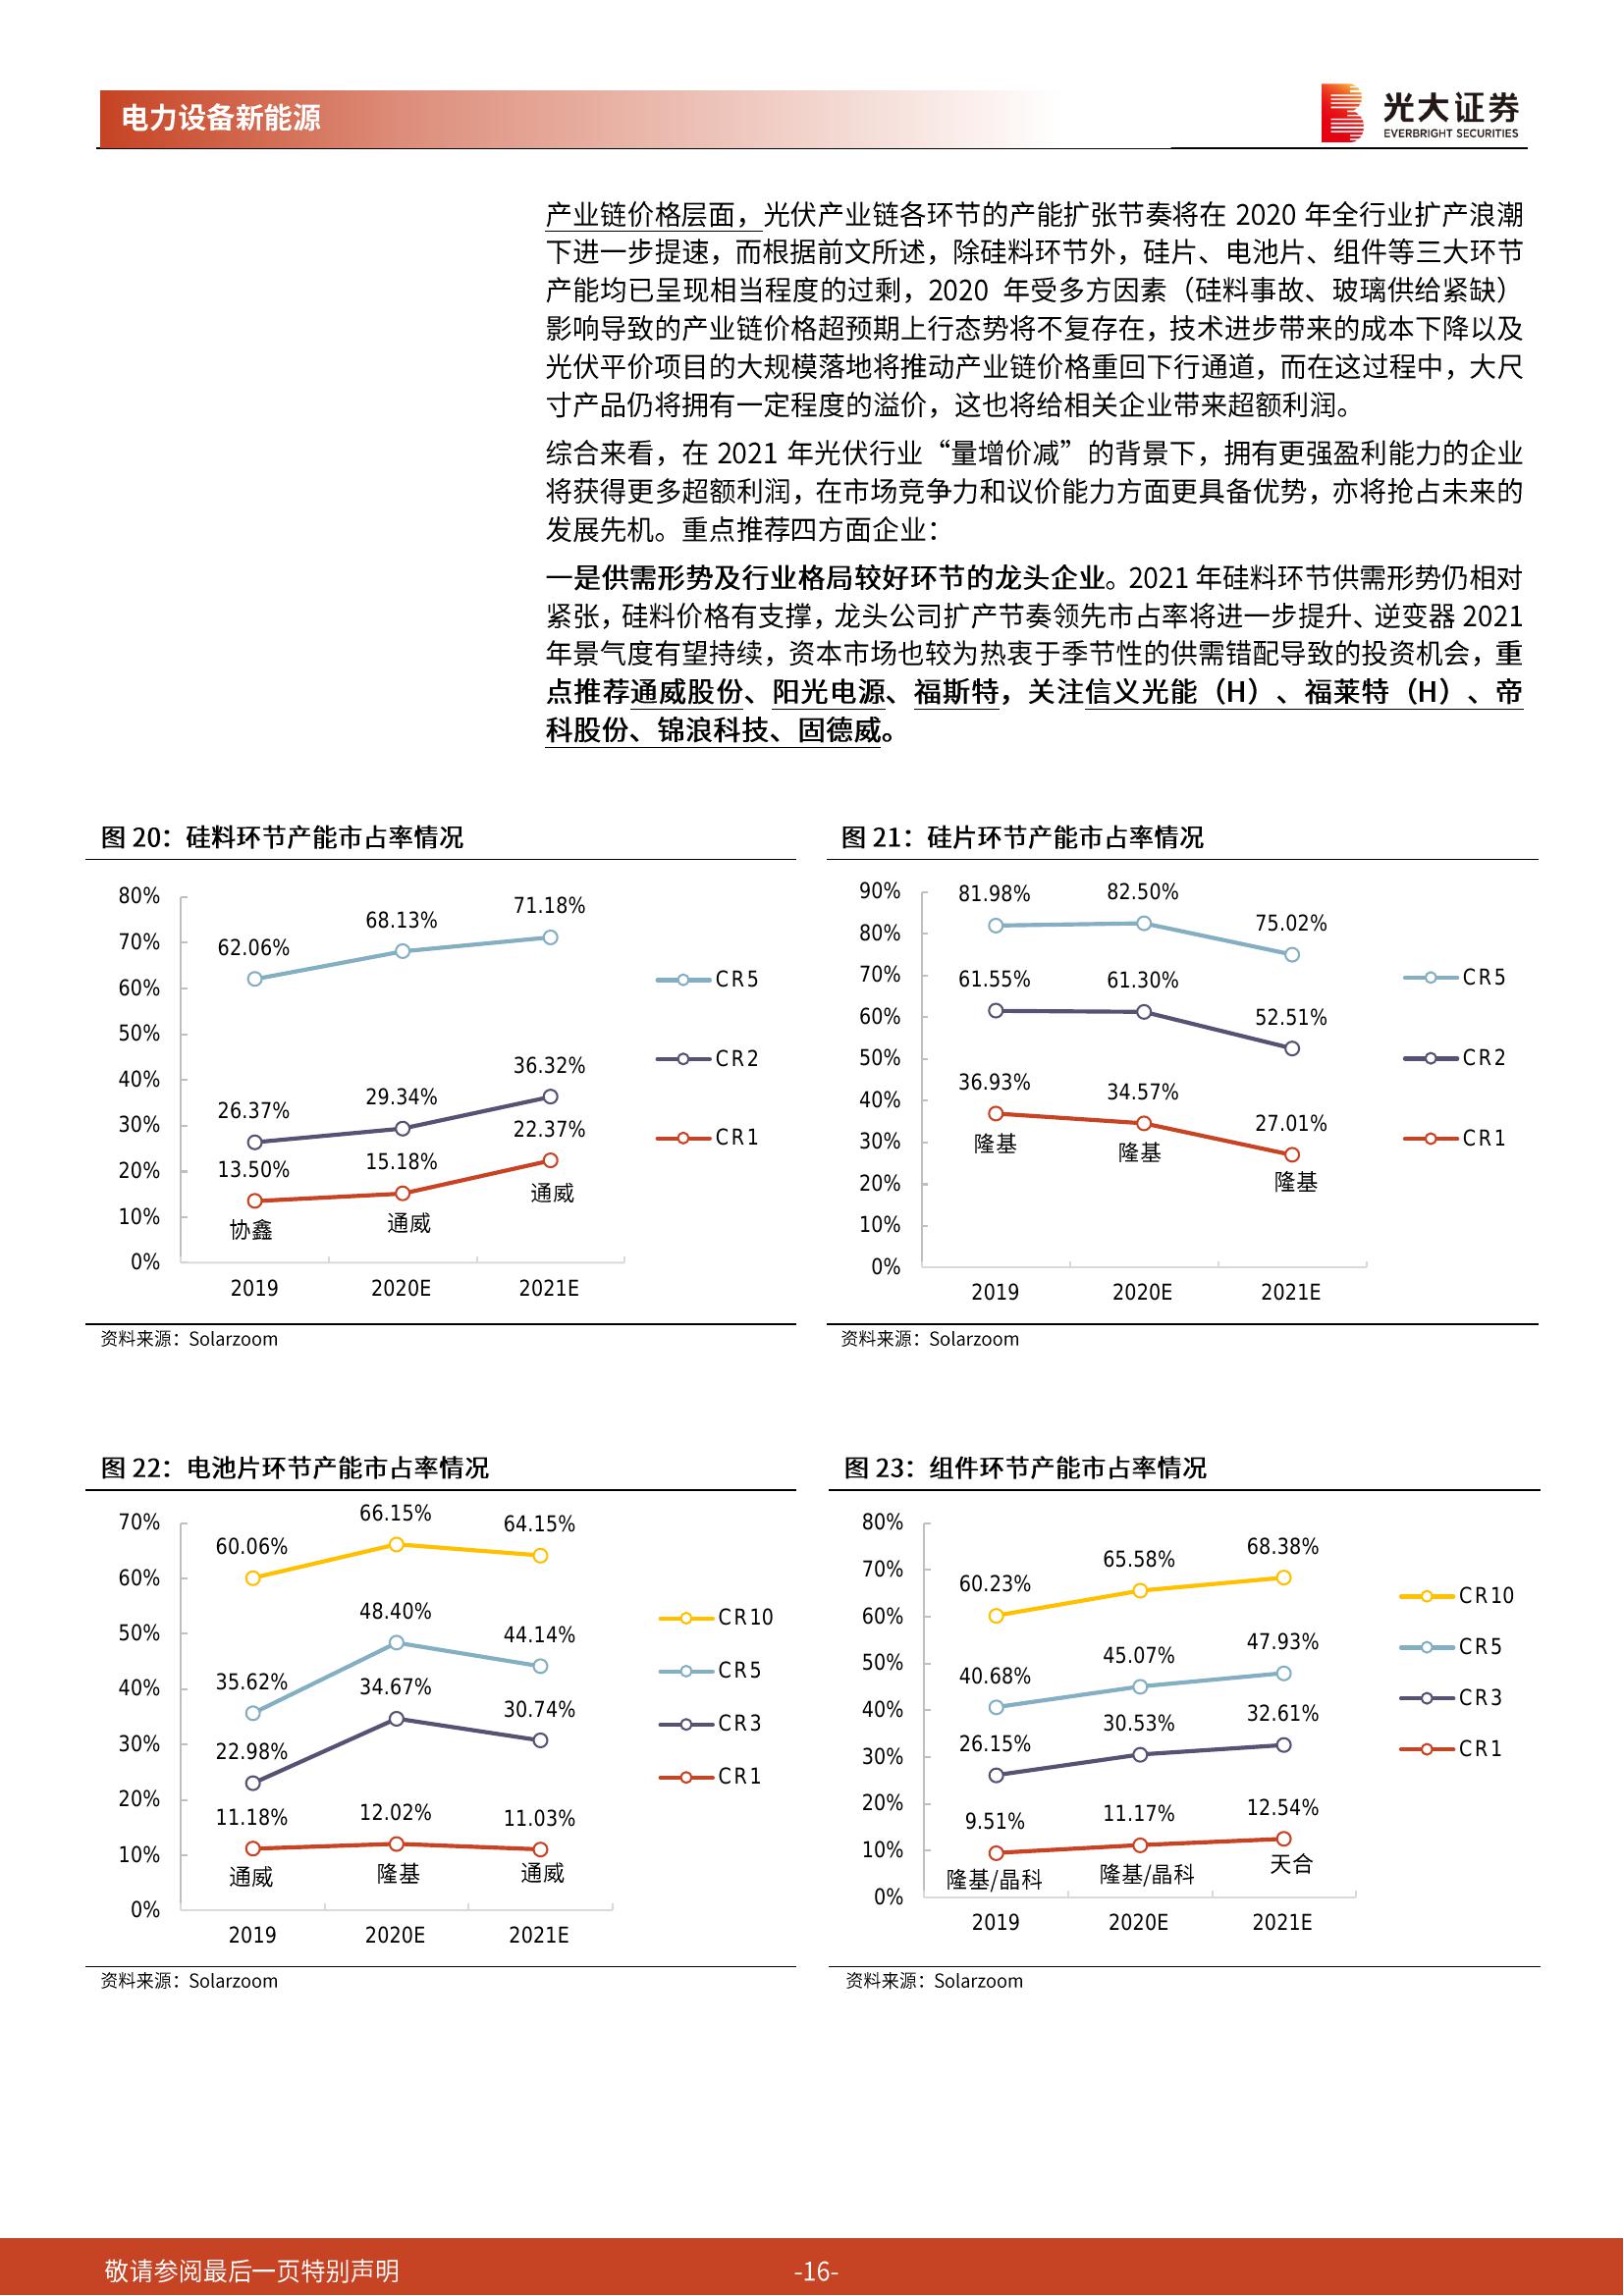 电力设备新能源
光大证券
EVERBRIGHT SECURITIES
产业链价格层面，光伏产业链各环节的产能扩张节奏将在 2020 年全行业扩产浪潮
下进一步提速，而根据前文所述，除硅料环节外，硅片、电池片、组件等三大环节
产能均已呈现相当程度的过剩，2020 年受多方因素（硅料事故、玻璃供给紧缺）
影响导致的产业链价格超预期上行态势将不复存在，技术进步带来的成本下降以及
光伏平价项目的大规模落地将推动产业链价格重回下行通道，而在这过程中，大尺
寸产品仍将拥有一定程度的溢价，这也将给相关企业带来超额利润。
综合来看，在 2021 年光伏行业“量增价减”的背景下，拥有更强盈利能力的企业
将获得更多超额利润，在市场竞争力和议价能力方面更具备优势，亦将抢占未来的
发展先机。重点推荐四方面企业：
一是供需形势及行业格局较好环节的龙头企业。2021 年硅料环节供需形势仍相对
紧张，硅料价格有支撑，龙头公司扩产节奏领先市占率将进一步提升、逆变器 2021
年景气度有望持续，资本市场也较为热衷于季节性的供需错配导致的投资机会，重
点推荐通威股份、阳光电源、福斯特，关注信义光能（H）、福莱特（H）、帝
科股份、锦浪科技、固德威。
图 20：硅料环节产能市占率情况
80%
70%
60%
50%
40%
30%
20%
10%
0%
62.06%
68.13%
71.18%
26.37%
29.34%
36.32%
13.50%
15.18%
22.37%
协鑫
通威
通威
2019
2020E
2021E
CR5
CR2
CR1
资料来源：Solarzoom
图 21：硅片环节产能市占率情况
90%
80%
70%
60%
50%
40%
30%
20%
10%
0%
81.98%
82.50%
75.02%
61.55%
61.30%
52.51%
36.93%
34.57%
27.01%
隆基
隆基
隆基
2019
2020E
2021E
CR5
CR2
CR1
资料来源：Solarzoom
图 22：电池片环节产能市占率情况
70%
60%
50%
40%
30%
20%
10%
0%
60.06%
66.15%
64.15%
35.62%
48.40%
44.14%
22.98%
34.67%
30.74%
11.18%
12.02%
11.03%
通威
隆基
通威
2019
2020E
2021E
CR10
CR5
CR3
CR1
资料来源：Solarzoom
图 23：组件环节产能市占率情况
80%
70%
60%
50%
40%
30%
20%
10%
0%
60.23%
65.58%
68.38%
40.68%
45.07%
47.93%
26.15%
30.53%
32.61%
9.51%
11.17%
12.54%
隆基/晶科
隆基/晶科
天合
2019
2020E
2021E
CR10
CR5
CR3
CR1
资料来源：Solarzoom
敬请参阅最后一页特别声明
-16-